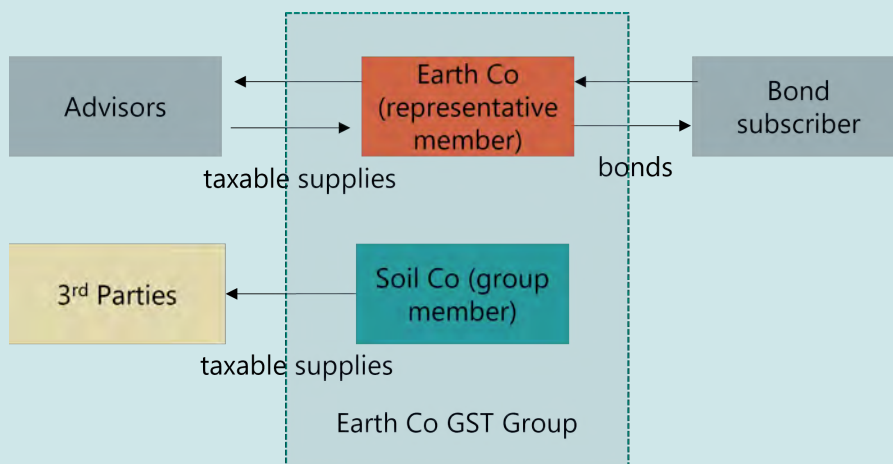 Advisors
Earth Co
(representative
member)
Bond
subscriber
taxable supplies
bonds
3rd Parties
Soil Co (group
member)
taxable supplies
Earth Co GST Group